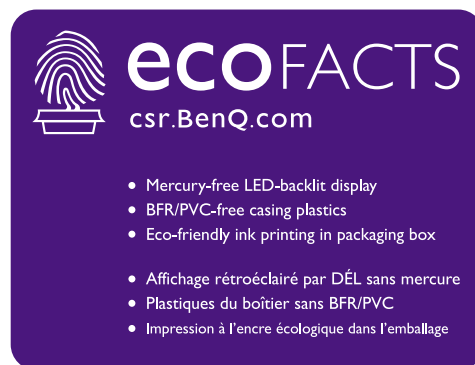 ecoFACTS
csr.BenQ.com
• Mercury-free LED-backlit display
• BFR/PVC-free casing plastics
• Eco-friendly ink printing in packaging box
• Affichage rétroéclairé par DÉL sans mercure
• Plastiques du boîtier sans BFR/PVC
• Impression à l'encre écologique dans l'emballage